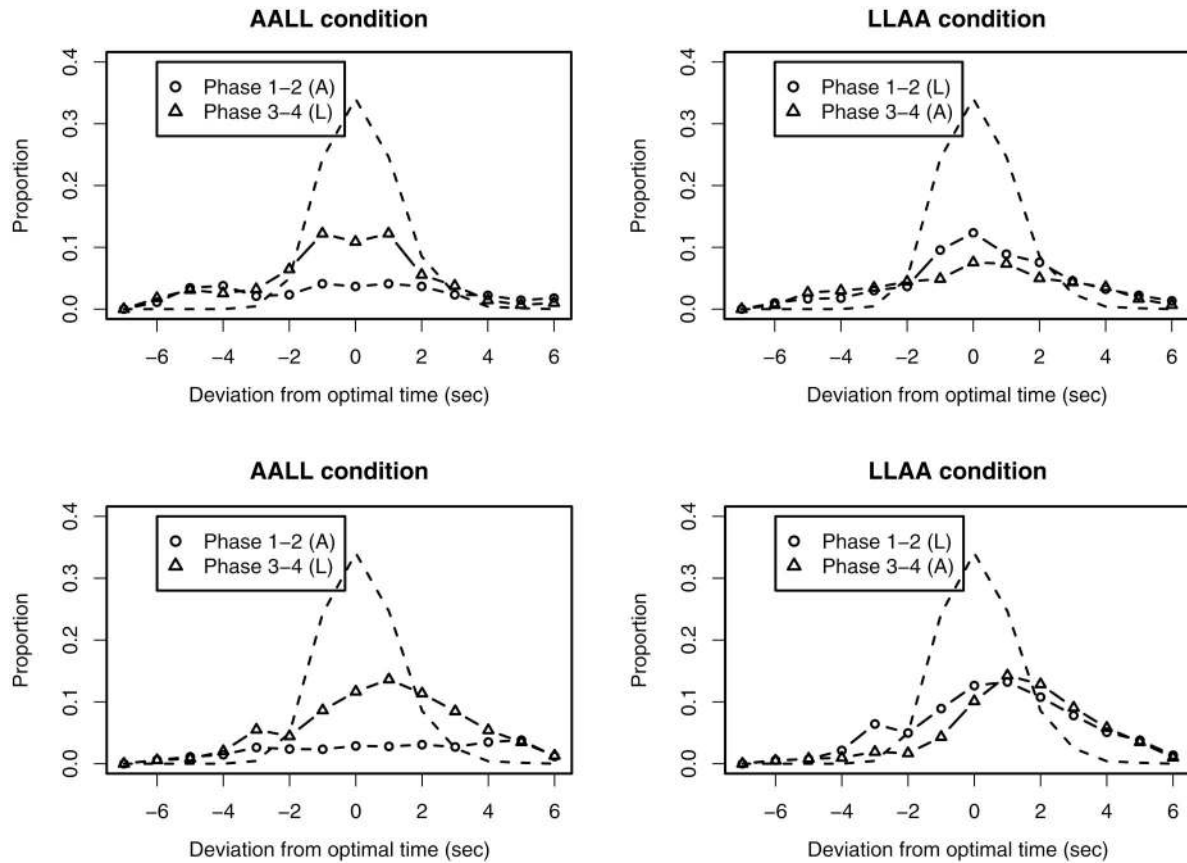 AALL condition
Phase 1−2 (A)
Phase 3−4 (L)
Proportion
0.0 0.1 0.2 0.3 0.4
−6 −4 −2 0 2 4 6
Deviation from optimal time (sec)
LLAA condition
Phase 1−2 (L)
Phase 3−4 (A)
Proportion
0.0 0.1 0.2 0.3 0.4
−6 −4 −2 0 2 4 6
Deviation from optimal time (sec)
AALL condition
Phase 1−2 (A)
Phase 3−4 (L)
Proportion
0.0 0.1 0.2 0.3 0.4
−6 −4 −2 0 2 4 6
Deviation from optimal time (sec)
LLAA condition
Phase 1−2 (L)
Phase 3−4 (A)
Proportion
0.0 0.1 0.2 0.3 0.4
−6 −4 −2 0 2 4 6
Deviation from optimal time (sec)